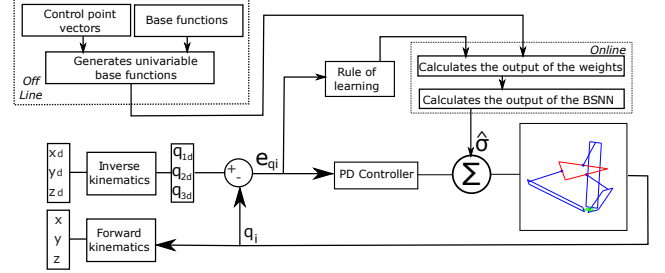 Control point
vectors
Base functions
Generates univariable
base functions
Off
Line
Online
Rule of
learning
Calculates the output of the weights
Calculates the output of the BSNN
σ̂
xd
yd
zd
Inverse
kinematics
q1d
q2d
q3d
+
-
eqi
PD Controller
Σ
x
y
z
Forward
kinematics
qi